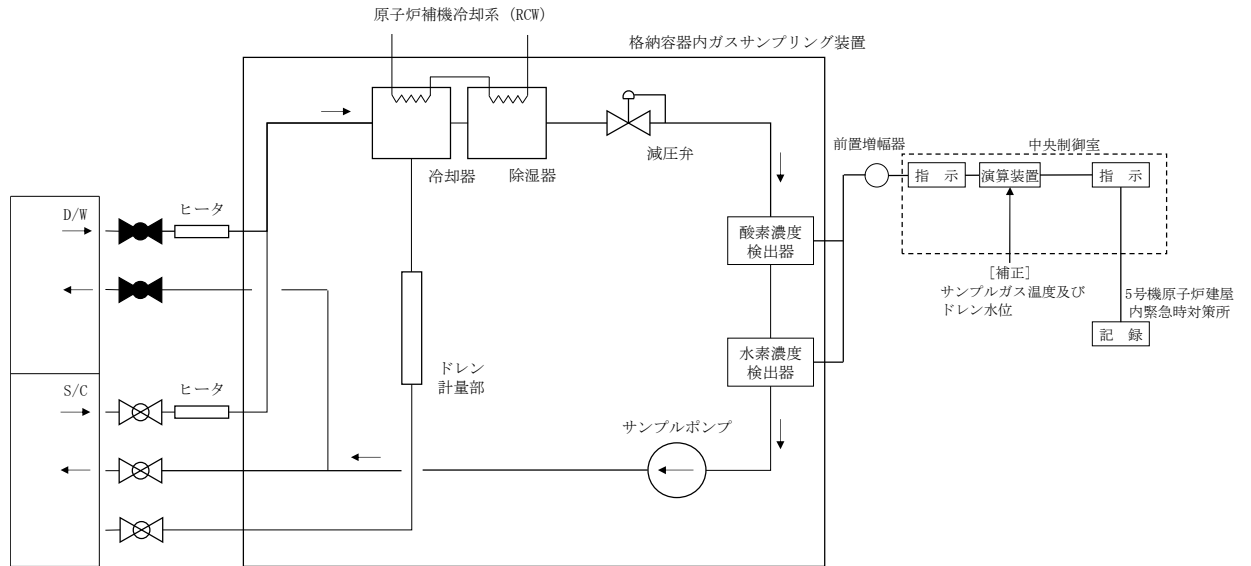 原子炉補機冷却系 (RCW)
格納容器内ガスサンプリング装置
減圧弁
冷却器
除湿器
前置増幅器
中央制御室
指 示
演算装置
指 示
D/W
ヒータ
酸素濃度
検出器
[補正]
サンプルガス温度及び
ドレン水位
5号機原子炉建屋
内緊急時対策所
記 録
水素濃度
検出器
ドレン
計量部
S/C
ヒータ
サンプルポンプ